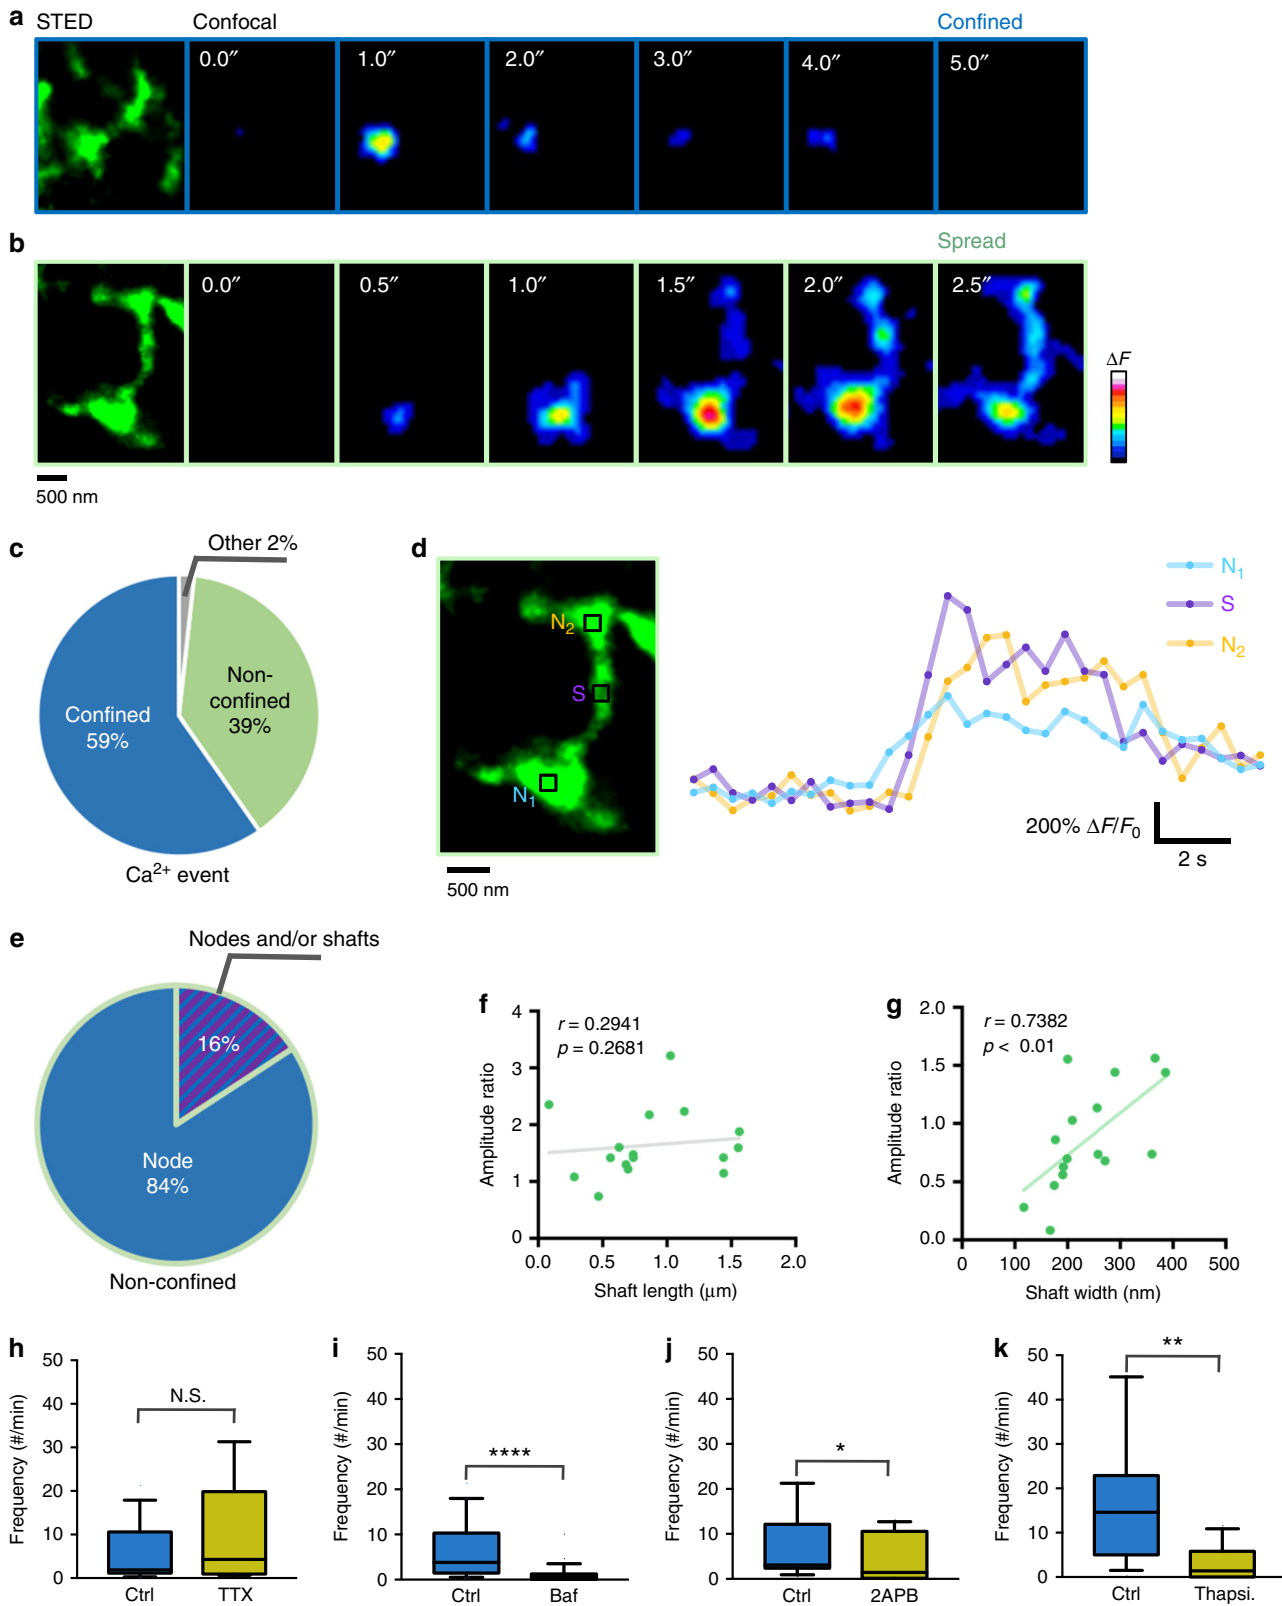 a
STED
Confocal
Confined
0.0″
1.0″
2.0″
3.0″
4.0″
5.0″
b
Spread
0.0″
0.5″
1.0″
1.5″
2.0″
2.5″
ΔF
500 nm
c
Other 2%
Non-
confined
39%
Confined
59%
Ca²⁺ event
d
N₂
S
N₁
500 nm
N₁
S
N₂
200% ΔF/F₀
2 s
e
Nodes and/or shafts
16%
Node
84%
Non-confined
f
r = 0.2941
p = 0.2681
Amplitude ratio
4
3
2
1
0
0.0 0.5 1.0 1.5 2.0
Shaft length (μm)
g
r = 0.7382
p < 0.01
Amplitude ratio
2.0
1.5
1.0
0.5
0.0
0 100 200 300 400 500
Shaft width (nm)
h
Frequency (#/min)
50
40
30
20
10
0
N.S.
Ctrl TTX
i
Frequency (#/min)
50
40
30
20
10
0
****
Ctrl Baf
j
Frequency (#/min)
50
40
30
20
10
0
*
Ctrl 2APB
k
Frequency (#/min)
50
40
30
20
10
0
**
Ctrl Thapsi.